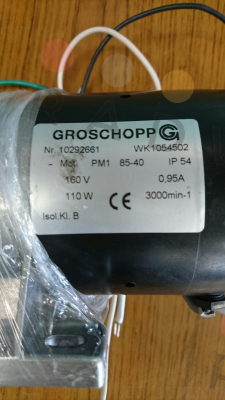 GROSCHOPP G
Nr. 10292661 WK1054502
- Mot. PM1 85-40 IP 54
160 V 0,95A
110 W CE 3000min-1
Isol.Kl. B